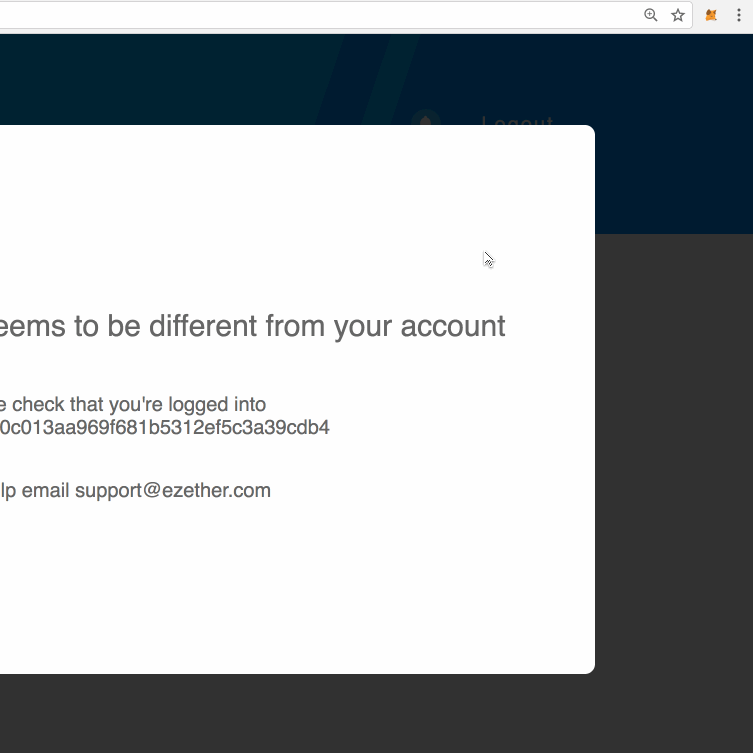 Logout
eems to be different from your account
e check that you're logged into
0c013aa969f681b5312ef5c3a39cdb4
lp email support@ezether.com